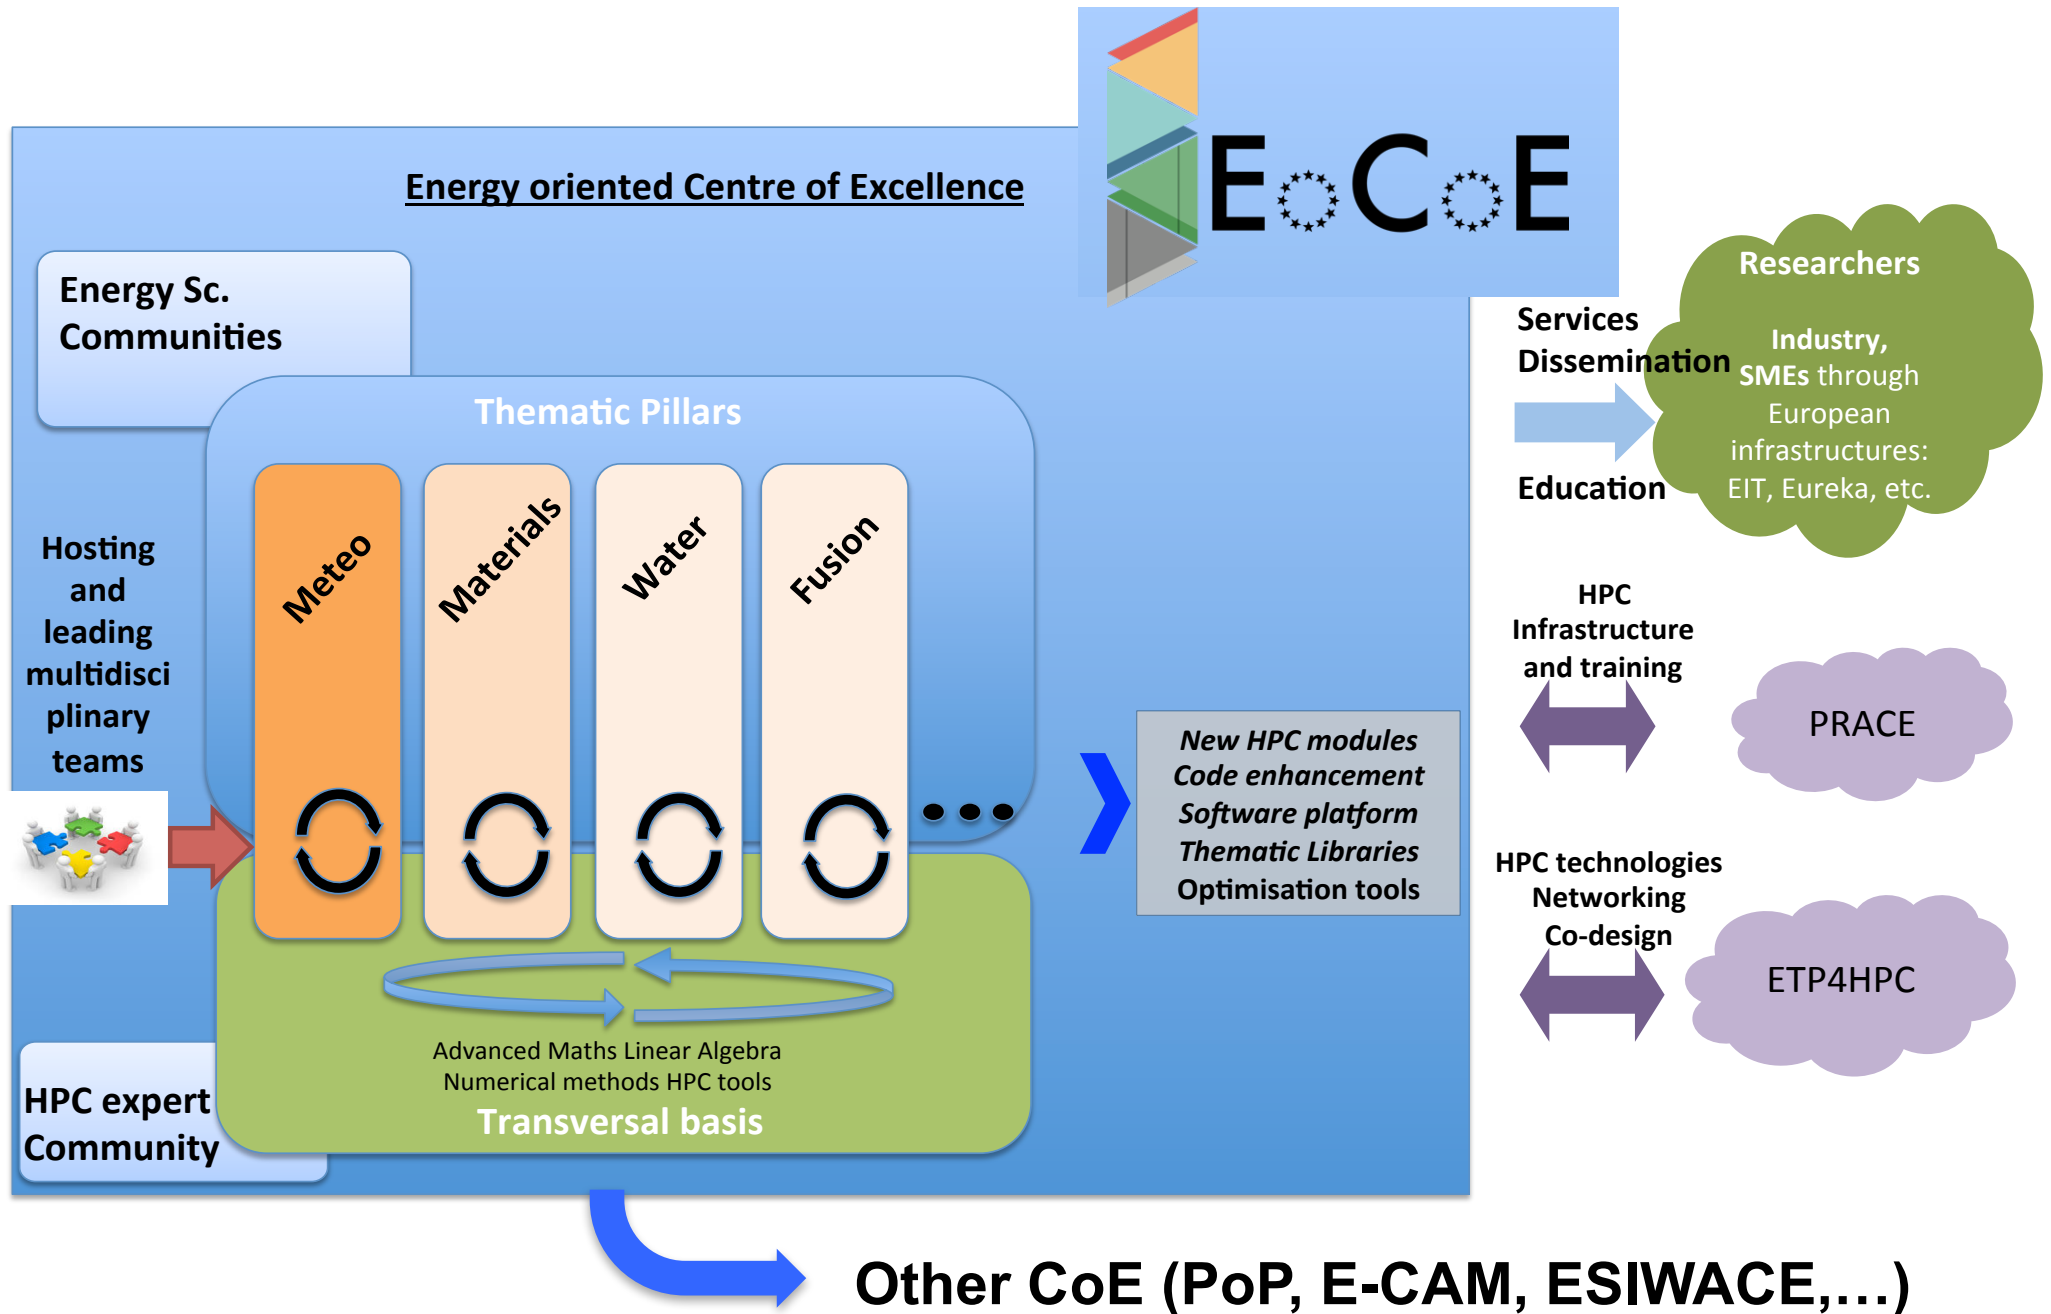 EoCoE
Energy oriented Centre of Excellence
Energy Sc.
Communities
Thematic Pillars
Meteo
Materials
Water
Fusion
Hosting
and
leading
multidisci
plinary
teams
New HPC modules
Code enhancement
Software platform
Thematic Libraries
Optimisation tools
Advanced Maths Linear Algebra
Numerical methods HPC tools
Transversal basis
HPC expert
Community
Services
Dissemination
Education
Researchers
Industry,
SMEs through
European
infrastructures:
EIT, Eureka, etc.
HPC
Infrastructure
and training
PRACE
HPC technologies
Networking
Co-design
ETP4HPC
Other CoE (PoP, E-CAM, ESIWACE,...)